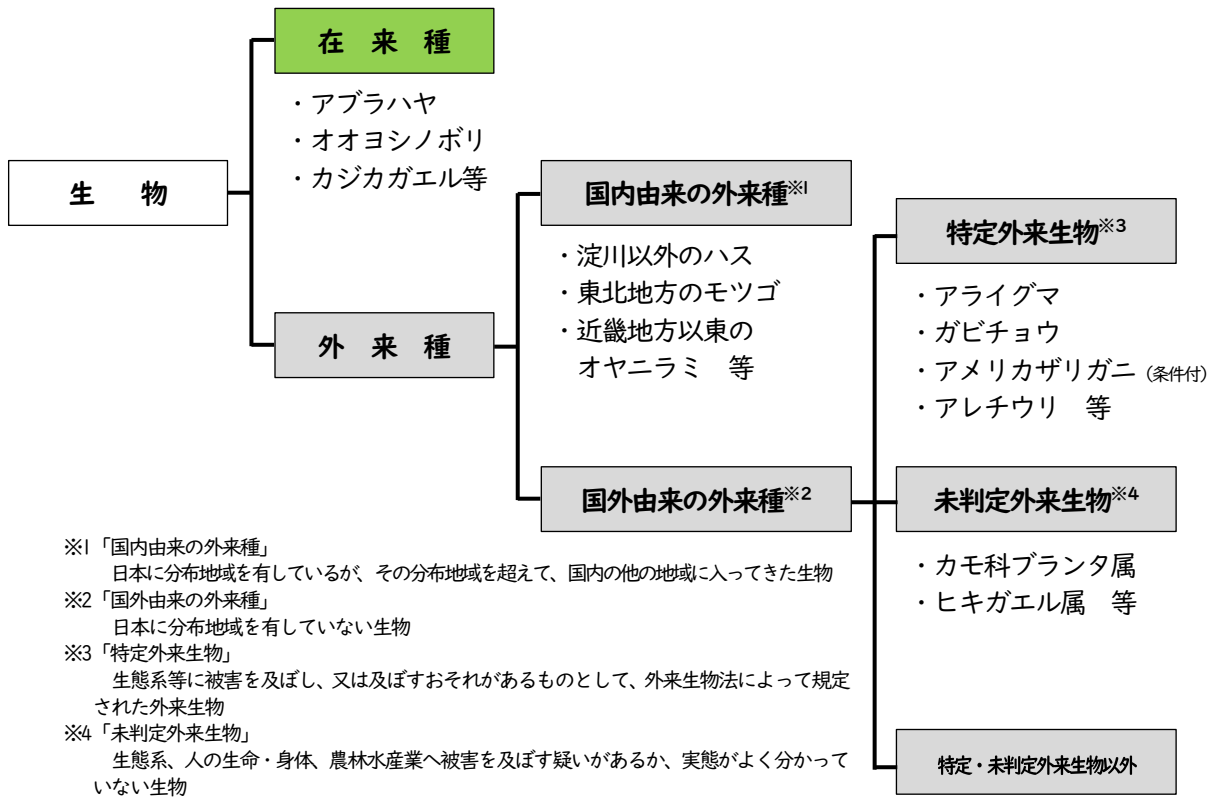 在 来 種
・アブラハヤ
・オオヨシノボリ
・カジカガエル等
生 物
外 来 種
国内由来の外来種※1
・淀川以外のハス
・東北地方のモツゴ
・近畿地方以東の
オヤニラミ 等
国外由来の外来種※2
特定外来生物※3
・アライグマ
・ガビチョウ
・アメリカザリガニ (条件付)
・アレチウリ 等
未判定外来生物※4
・カモ科ブランタ属
・ヒキガエル属 等
特定・未判定外来生物以外
※1「国内由来の外来種」
日本に分布地域を有しているが、その分布地域を超えて、国内の他の地域に入ってきた生物
※2「国外由来の外来種」
日本に分布地域を有していない生物
※3「特定外来生物」
生態系等に被害を及ぼし、又は及ぼすおそれがあるものとして、外来生物法によって規定
された外来生物
※4「未判定外来生物」
生態系、人の生命・身体、農林水産業へ被害を及ぼす疑いがあるか、実態がよく分かって
いない生物